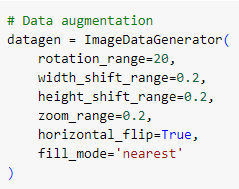 # Data augmentation
datagen = ImageDataGenerator(
    rotation_range=20,
    width_shift_range=0.2,
    height_shift_range=0.2,
    zoom_range=0.2,
    horizontal_flip=True,
    fill_mode='nearest'
)